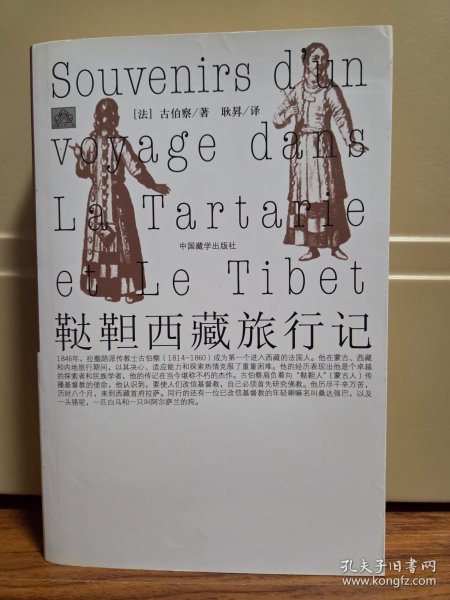 Souvenirs d'un
[法] 古伯察/著 耿昇/译
voyage dans
La Tartarie
中国藏学出版社
et Le Tibet
鞑靼西藏旅行记
1846年，拉撒路派传教士古伯察（1814-1860）成为第一个进入西藏的法国人。他在蒙古、西藏
和内地旅行期间，以其决心、适应能力和探索热情克服了重重困难。他的经历表现出他是个卓越
的探索者和民族学者，他的传记在当今堪称不朽的杰作。古伯察肩负着向“鞑靼人”（蒙古人）传
播基督教的使命，他认识到，要使人们改信基督教，自己必须首先研究佛教。他历尽千辛万苦，
历时八个月，来到西藏首府拉萨。同行的还有一位已改信基督教的年轻喇嘛名叫桑达强巴，以及
一头骆驼，一匹白马和一只叫阿尔萨兰的狗。
孔夫子旧书网
www.kongfz.com